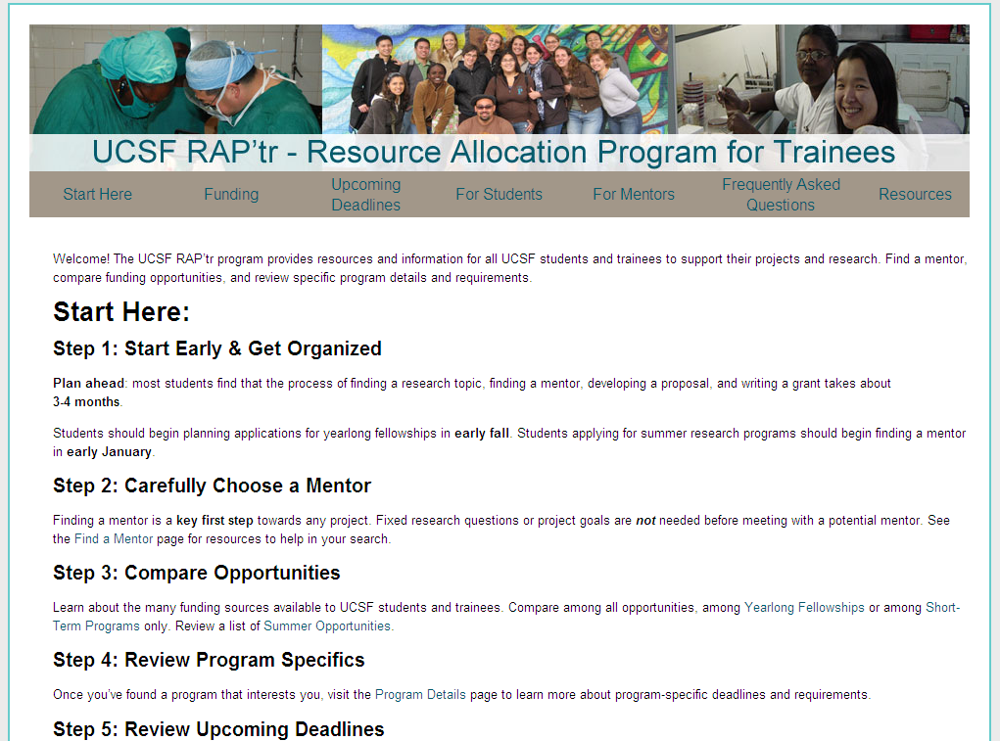 UCSF RAP'tr - Resource Allocation Program for Trainees
Start Here
Funding
Upcoming
Deadlines
For Students
For Mentors
Frequently Asked
Questions
Resources
Welcome! The UCSF RAP'tr program provides resources and information for all UCSF students and trainees to support their projects and research. Find a mentor,
compare funding opportunities, and review specific program details and requirements.
Start Here:
Step 1: Start Early & Get Organized
Plan ahead: most students find that the process of finding a research topic, finding a mentor, developing a proposal, and writing a grant takes about
3-4 months.
Students should begin planning applications for yearlong fellowships in early fall. Students applying for summer research programs should begin finding a mentor
in early January.
Step 2: Carefully Choose a Mentor
Finding a mentor is a key first step towards any project. Fixed research questions or project goals are not needed before meeting with a potential mentor. See
the Find a Mentor page for resources to help in your search.
Step 3: Compare Opportunities
Learn about the many funding sources available to UCSF students and trainees. Compare among all opportunities, among Yearlong Fellowships or among Short-
Term Programs only. Review a list of Summer Opportunities.
Step 4: Review Program Specifics
Once you've found a program that interests you, visit the Program Details page to learn more about program-specific deadlines and requirements.
Step 5: Review Upcoming Deadlines